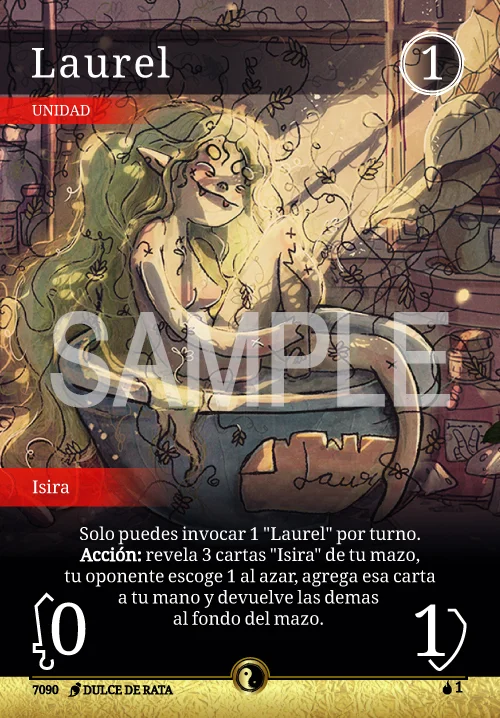 Laurel
1
UNIDAD
SAMPLE
Laurel
Isira
Solo puedes invocar 1 "Laurel" por turno.
Acción: revela 3 cartas "Isira" de tu mazo,
tu oponente escoge 1 al azar, agrega esa carta
a tu mano y devuelve las demas
al fondo del mazo.
0
1
7090 DULCE DE RATA
1